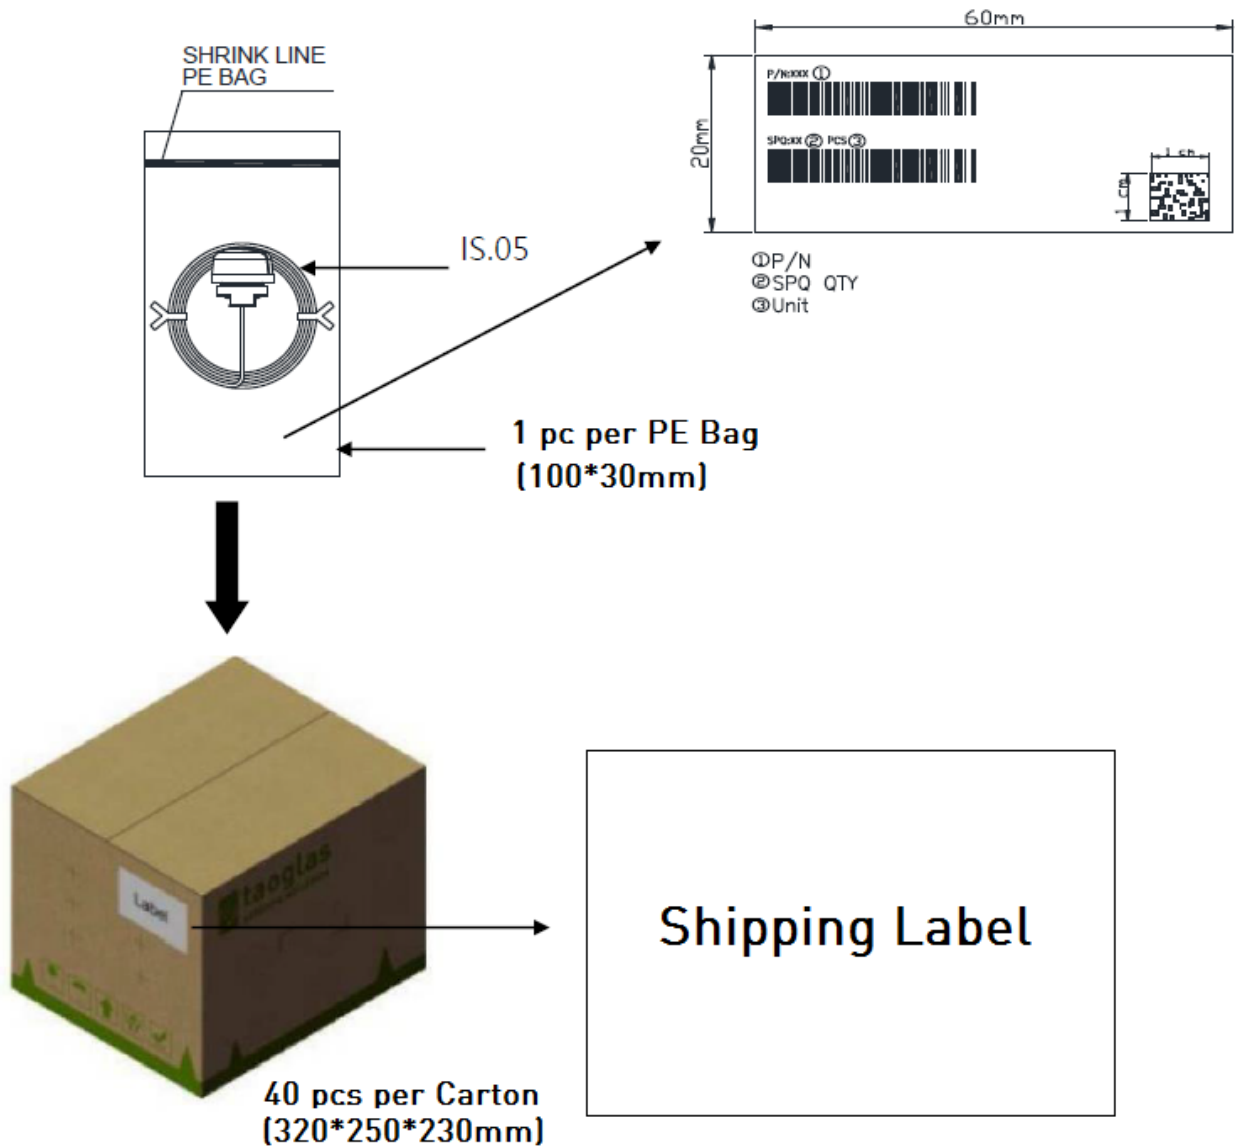 60mm
SHRINK LINE
PE BAG
P/N:XXX ①
20mm
SPQ:XX ② PCS ③
1 cm
1 cm
IS.05
①P/N
②SPQ QTY
③Unit
1 pc per PE Bag
(100*30mm)
taoglas
Label
Shipping Label
40 pcs per Carton
(320*250*230mm)